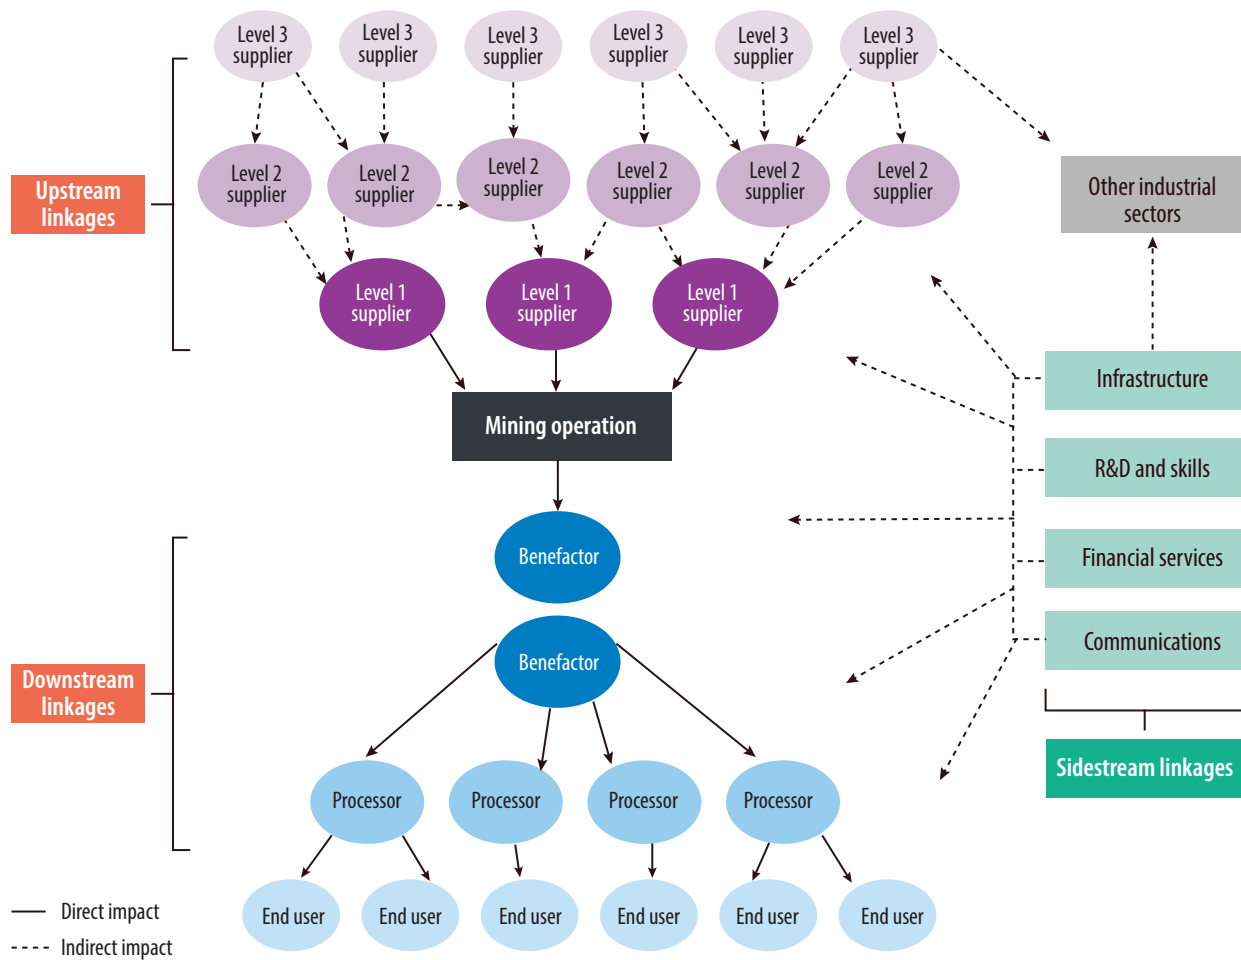 Level 3
supplier
Level 3
supplier
Level 3
supplier
Level 3
supplier
Level 3
supplier
Level 3
supplier
Upstream
linkages
Level 2
supplier
Level 2
supplier
Level 2
supplier
Level 2
supplier
Level 2
supplier
Level 2
supplier
Other industrial
sectors
Level 1
supplier
Level 1
supplier
Level 1
supplier
Infrastructure
Mining operation
R&D and skills
Benefactor
Financial services
Benefactor
Communications
Downstream
linkages
Sidestream linkages
Processor
Processor
Processor
Processor
End user
End user
End user
End user
End user
End user
Direct impact
Indirect impact